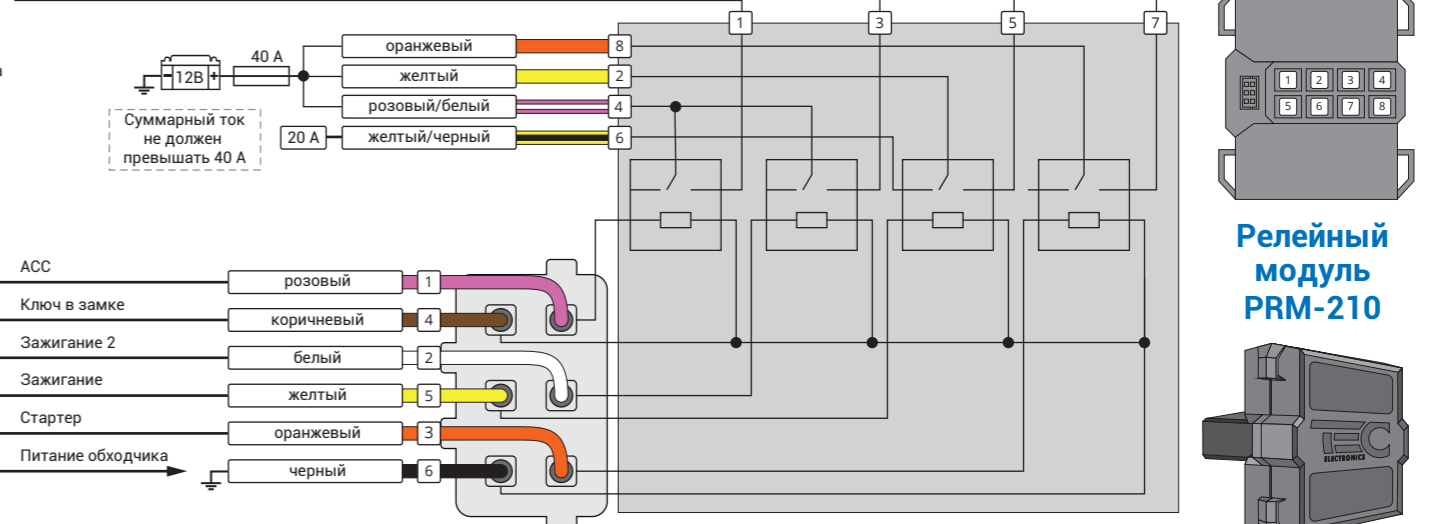 1 3 5 7
оранжевый 8
40 А
- 12В +
желтый 2
розовый/белый 4
Суммарный ток
не должен
превышать 40 А
20 А желтый/черный 6
1 2 3 4
5 6 7 8
Релейный
модуль
PRM-210
ACC
розовый 1
Ключ в замке
коричневый 4
Зажигание 2
белый 2
Зажигание
желтый 5
Стартер
оранжевый 3
Питание обходчика
черный 6
ELECTRONICS